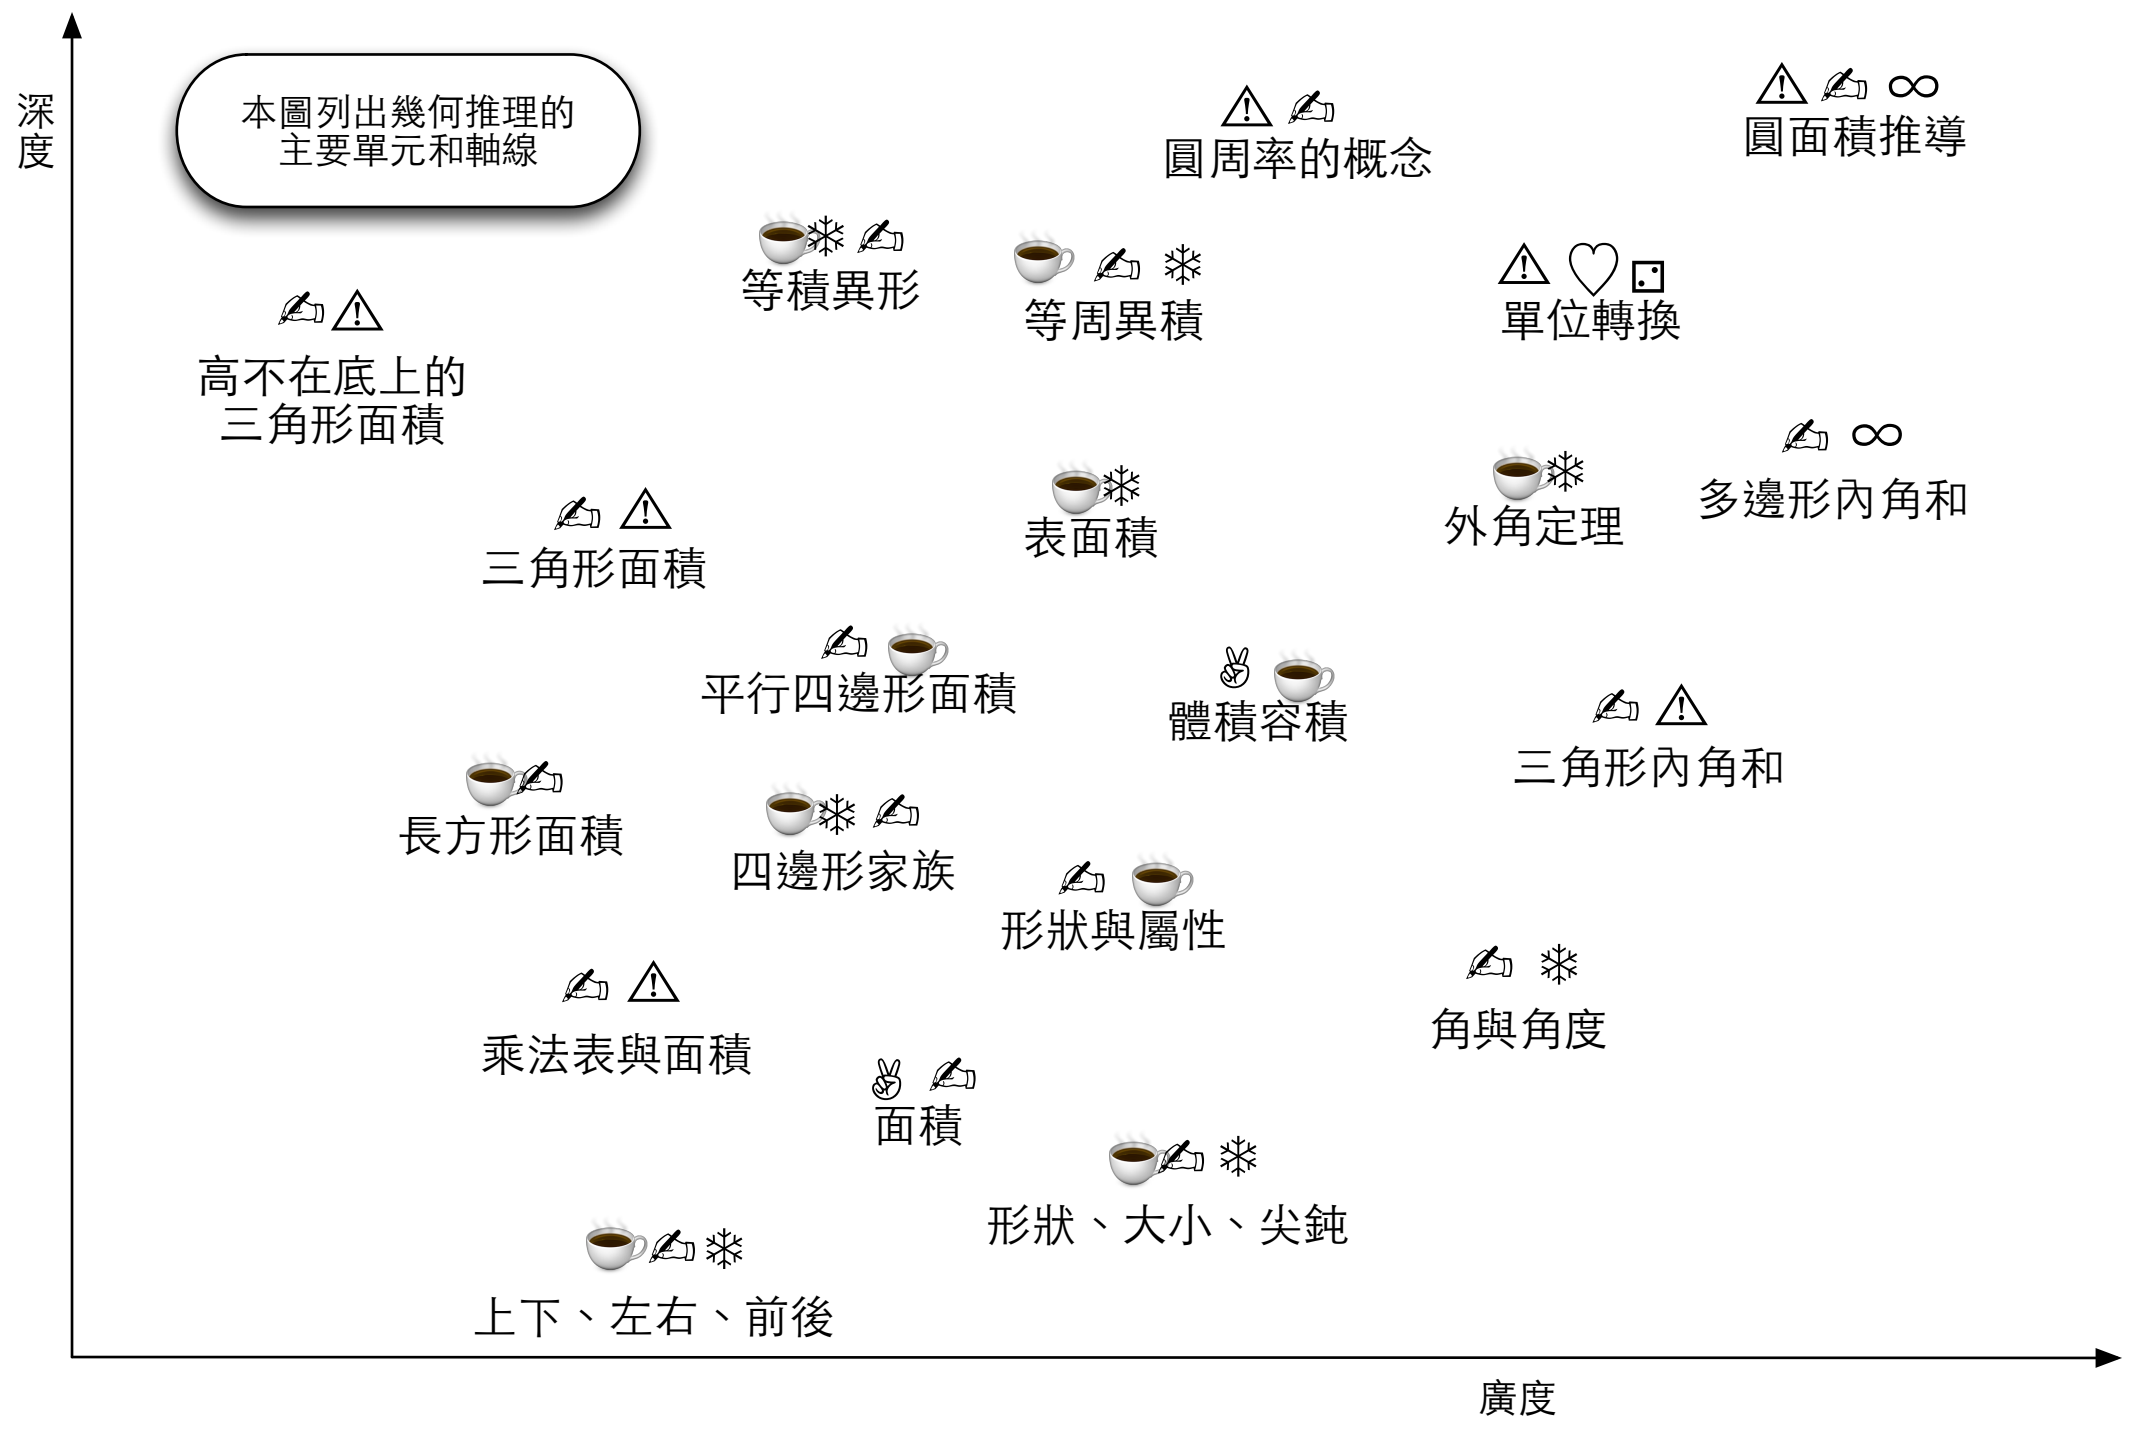 深
度
本圖列出幾何推理的
主要單元和軸線
圓周率的概念
圓面積推導
等積異形
等周異積
單位轉換
高不在底上的
三角形面積
三角形面積
表面積
外角定理
多邊形內角和
平行四邊形面積
體積容積
三角形內角和
長方形面積
四邊形家族
形狀與屬性
角與角度
乘法表與面積
面積
形狀、大小、尖鈍
上下、左右、前後
廣度